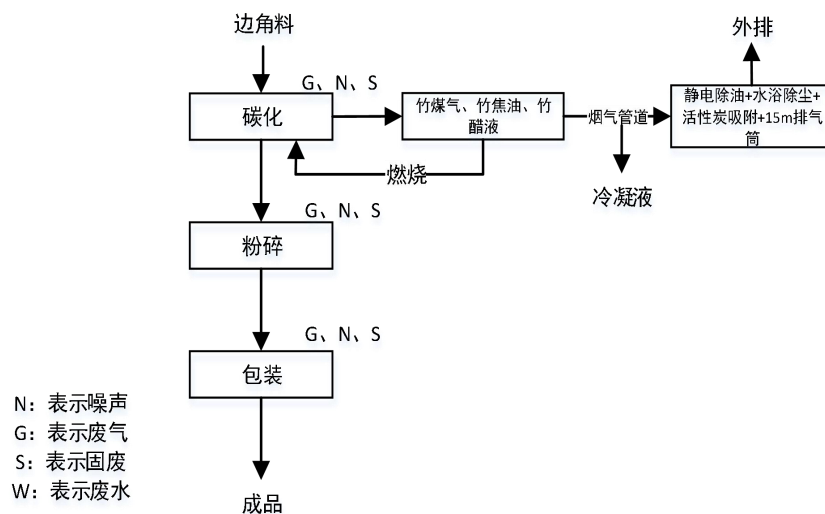 边角料
外排
G、N、S
碳化
竹煤气、竹焦油、竹
醋液
烟气管道
静电除油+水浴除尘+
活性炭吸附+15m排气
筒
燃烧
冷凝液
G、N、S
粉碎
G、N、S
包装
N：表示噪声
G：表示废气
S：表示固废
W：表示废水
成品